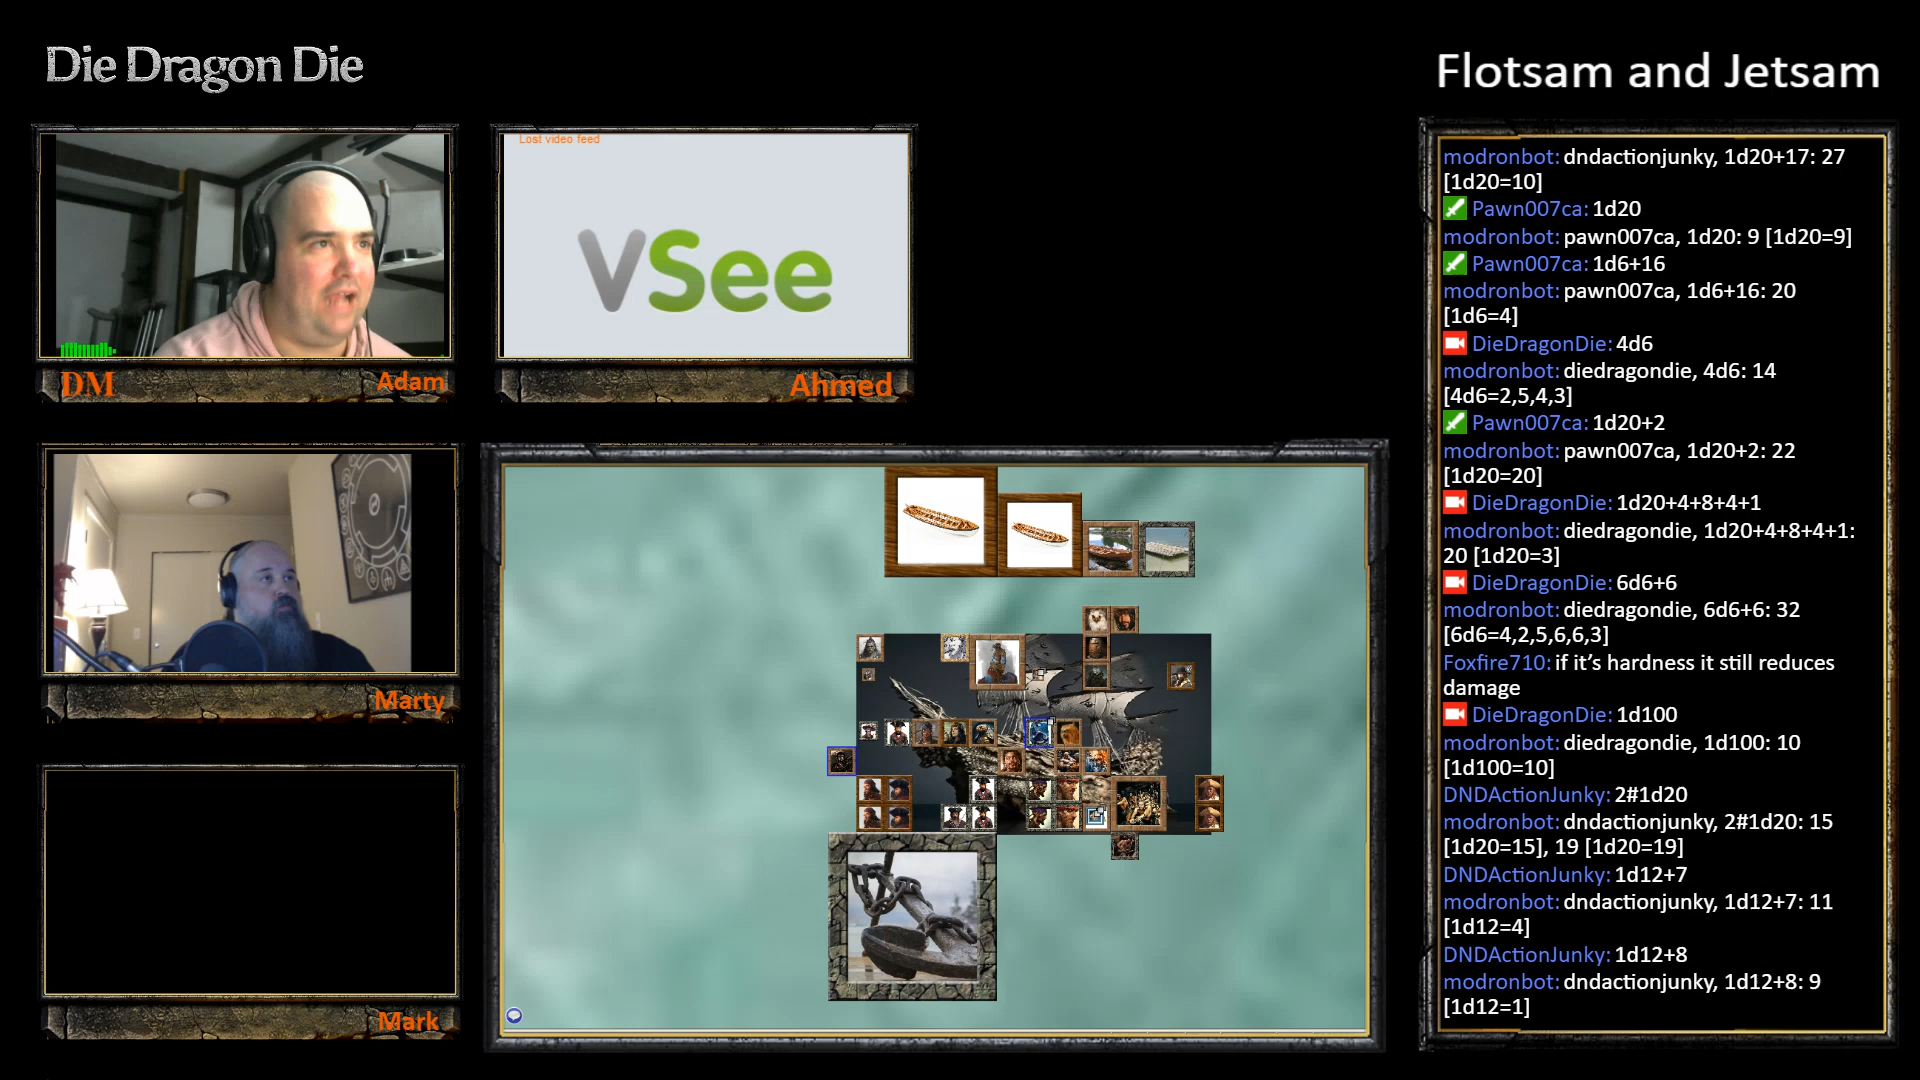 Die Dragon Die
Flotsam and Jetsam
Lost video feed
VSee
DM
Adam
Ahmed
Marty
Mark
modronbot: dndactionjunky, 1d20+17: 27
[1d20=10]
Pawn007ca: 1d20
modronbot: pawn007ca, 1d20: 9 [1d20=9]
Pawn007ca: 1d6+16
modronbot: pawn007ca, 1d6+16: 20
[1d6=4]
DieDragonDie: 4d6
modronbot: diedragondie, 4d6: 14
[4d6=2,5,4,3]
Pawn007ca: 1d20+2
modronbot: pawn007ca, 1d20+2: 22
[1d20=20]
DieDragonDie: 1d20+4+8+4+1
modronbot: diedragondie, 1d20+4+8+4+1:
20 [1d20=3]
DieDragonDie: 6d6+6
modronbot: diedragondie, 6d6+6: 32
[6d6=4,2,5,6,6,3]
Foxfire710: if it’s hardness it still reduces
damage
DieDragonDie: 1d100
modronbot: diedragondie, 1d100: 10
[1d100=10]
DNDActionJunky: 2#1d20
modronbot: dndactionjunky, 2#1d20: 15
[1d20=15], 19 [1d20=19]
DNDActionJunky: 1d12+7
modronbot: dndactionjunky, 1d12+7: 11
[1d12=4]
DNDActionJunky: 1d12+8
modronbot: dndactionjunky, 1d12+8: 9
[1d12=1]